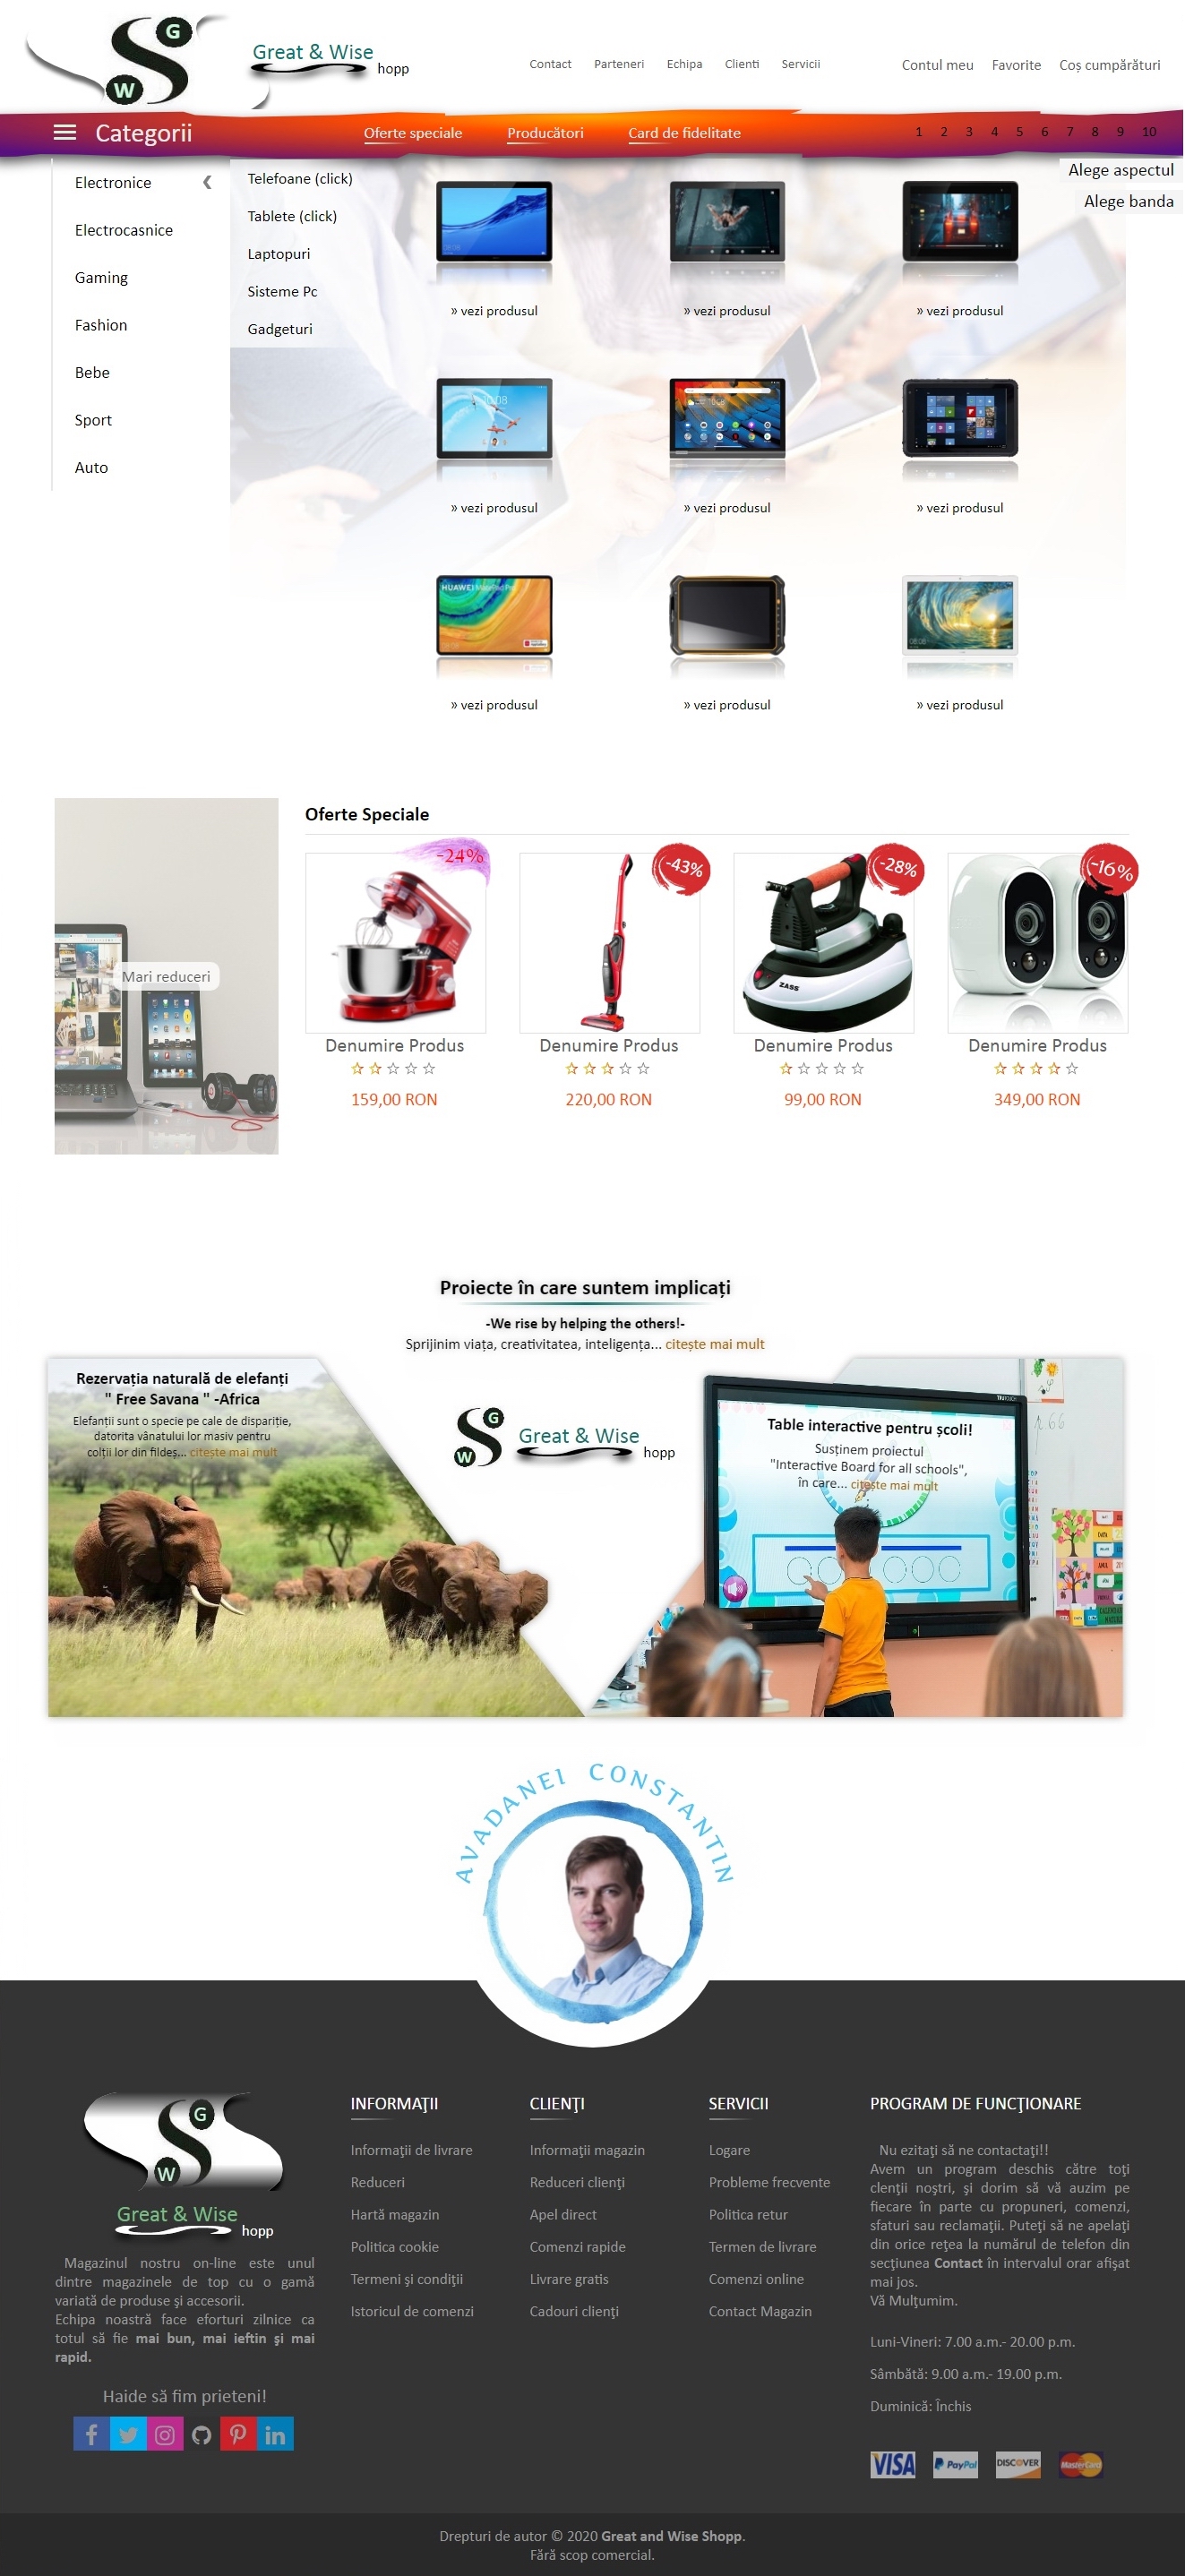 G
S
W
Great & Wise
hopp
Contact Parteneri Echipa Clienti Servicii
Contul meu Favorite Coș cumpărături
Categorii
Oferte speciale Producători Card de fidelitate
1 2 3 4 5 6 7 8 9 10
Alege aspectul
Alege banda
Electronice
Electrocasnice
Gaming
Fashion
Bebe
Sport
Auto
Telefoane (click)
Tablete (click)
Laptopuri
Sisteme Pc
Gadgeturi
» vezi produsul » vezi produsul » vezi produsul
» vezi produsul » vezi produsul » vezi produsul
HUAWEI MatePad Pro
» vezi produsul » vezi produsul » vezi produsul
Mari reduceri
Oferte Speciale
-24% -43% -28% -16%
ZASS
Denumire Produs Denumire Produs Denumire Produs Denumire Produs
159,00 RON 220,00 RON 99,00 RON 349,00 RON
Proiecte în care suntem implicați
-We rise by helping the others!-
Sprijinim viața, creativitatea, inteligența... citește mai mult
Rezervația naturală de elefanți
" Free Savana " -Africa
Elefanții sunt o specie pe cale de dispariție,
datorita vânatului lor masiv pentru
colții lor din fildeș... citește mai mult
G
S
W
Great & Wise
hopp
Table interactive pentru școli!
Susținem proiectul
"Interactive Board for all schools",
în care... citește mai mult
AVADANEI CONSTANTIN
G
S
W
Great & Wise
hopp
Magazinul nostru on-line este unul
dintre magazinele de top cu o gamă
variată de produse şi accesorii.
Echipa noastră face eforturi zilnice ca
totul să fie mai bun, mai ieftin şi mai
rapid.
Haide să fim prieteni!
INFORMAŢII
Informaţii de livrare
Reduceri
Hartă magazin
Politica cookie
Termeni şi condiţii
Istoricul de comenzi
CLIENŢI
Informaţii magazin
Reduceri clienţi
Apel direct
Comenzi rapide
Livrare gratis
Cadouri clienţi
SERVICII
Logare
Probleme frecvente
Politica retur
Termen de livrare
Comenzi online
Contact Magazin
PROGRAM DE FUNCŢIONARE
Nu ezitaţi să ne contactaţi!!
Avem un program deschis către toţi
clenţii noştri, şi dorim să vă auzim pe
fiecare în parte cu propuneri, comenzi,
sfaturi sau reclamaţii. Puteţi să ne apelaţi
din orice reţea la numărul de telefon din
secţiunea Contact în intervalul orar afişat
mai jos.
Vă Mulţumim.
Luni-Vineri: 7.00 a.m.- 20.00 p.m.
Sâmbătă: 9.00 a.m.- 19.00 p.m.
Duminică: Închis
VISA PayPal DISCOVER MasterCard
Drepturi de autor © 2020 Great and Wise Shopp.
Fără scop comercial.